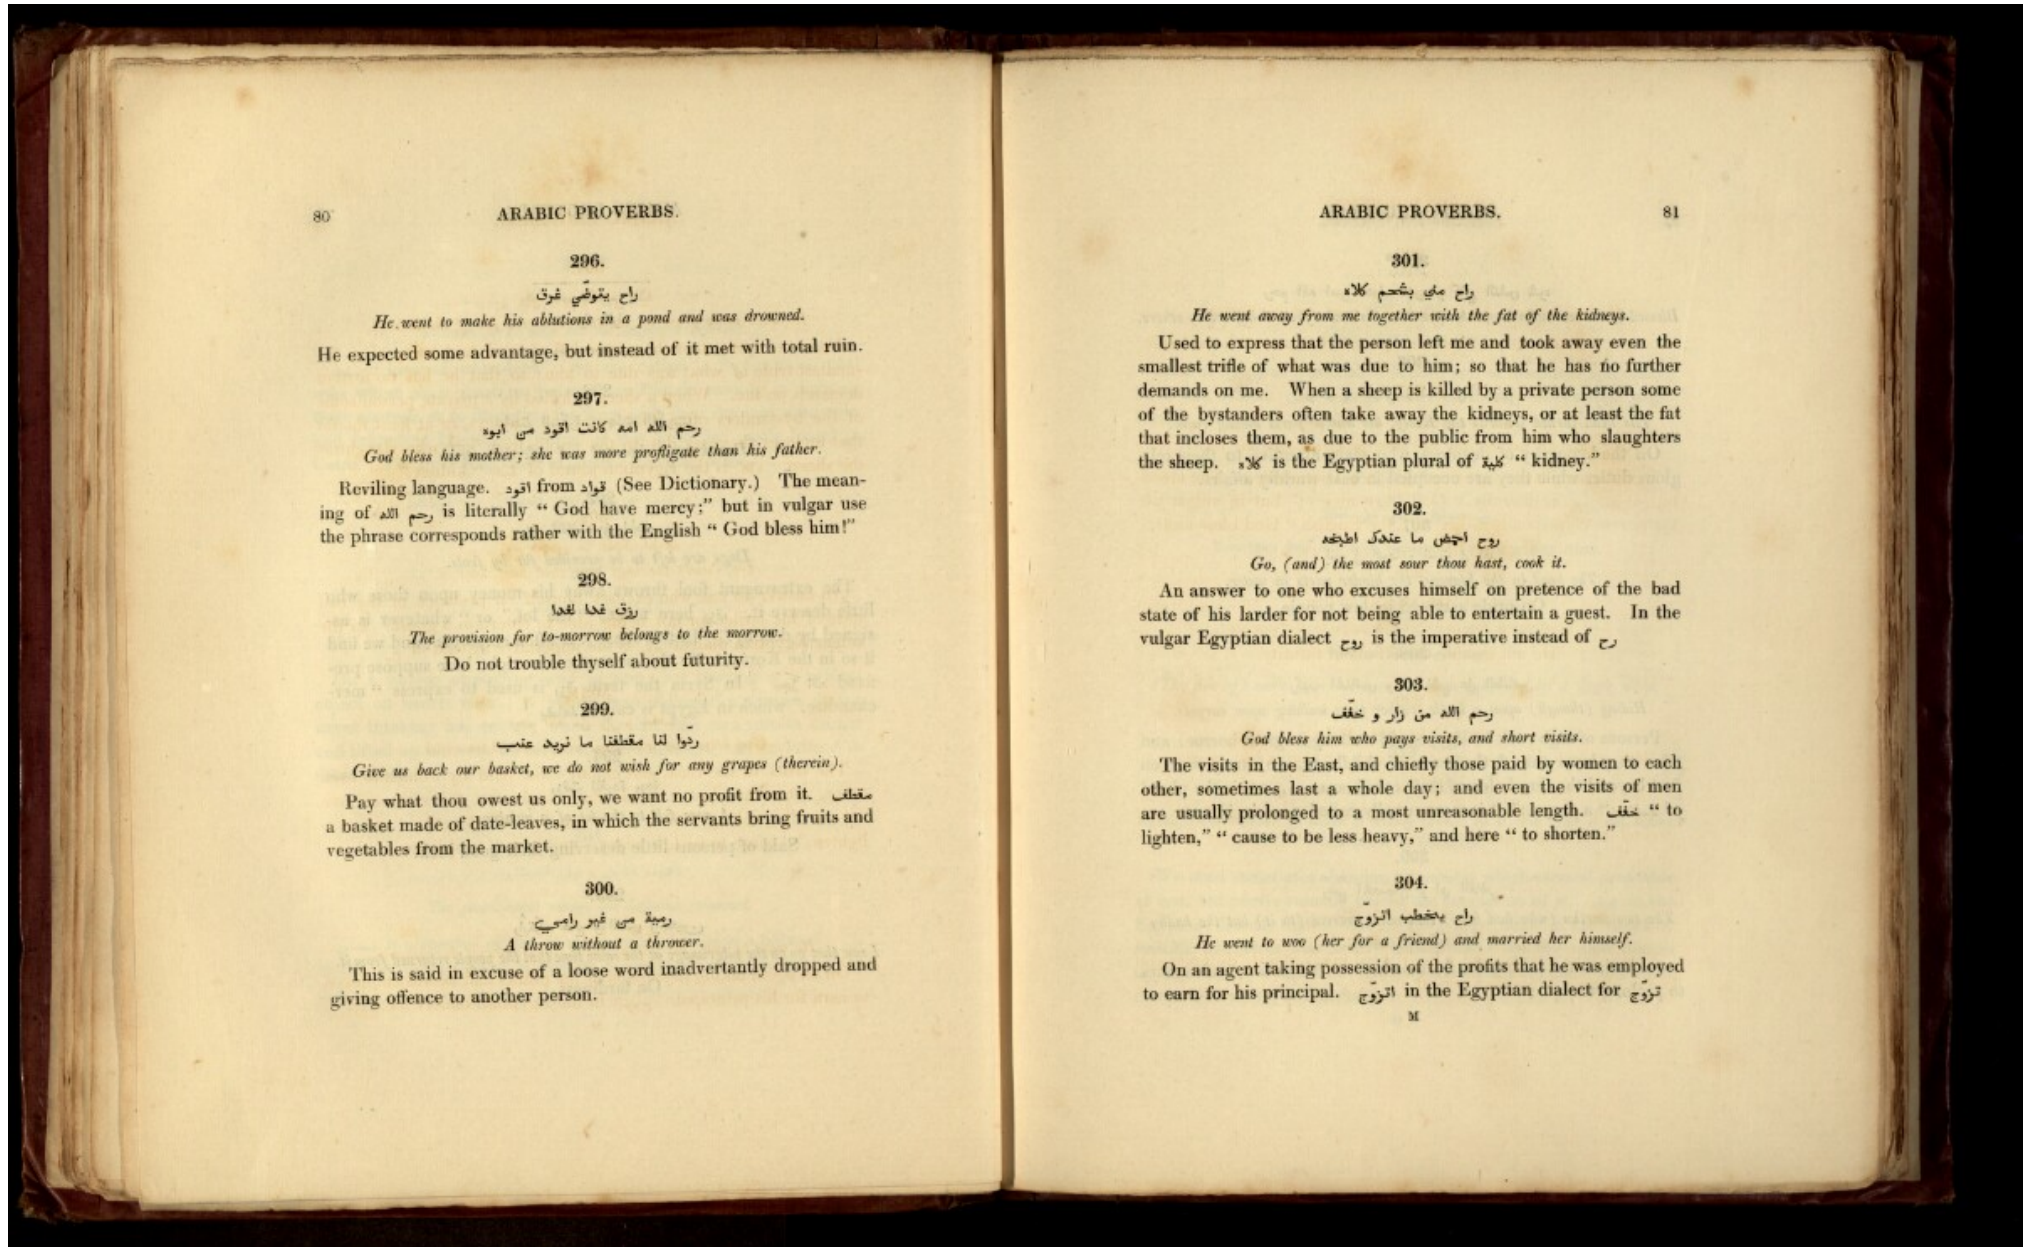 80
ARABIC PROVERBS.
296.
راح يتوضّي غرق
He went to make his ablutions in a pond and was drowned.
He expected some advantage, but instead of it met with total ruin.
297.
رحم الله امه كانت اقود من ابوه
God bless his mother; she was more profligate than his father.
Reviling language. اقود from قواد (See Dictionary.) The mean-
ing of رحم الله is literally “ God have mercy;” but in vulgar use
the phrase corresponds rather with the English “ God bless him!”
298.
رزق غدا لغدا
The provision for to-morrow belongs to the morrow.
Do not trouble thyself about futurity.
299.
ردّوا لنا مقطفنا ما نريد عنب
Give us back our basket, we do not wish for any grapes (therein).
Pay what thou owest us only, we want no profit from it. مقطف
a basket made of date-leaves, in which the servants bring fruits and
vegetables from the market.
300.
رمية من غير رامي
A throw without a thrower.
This is said in excuse of a loose word inadvertantly dropped and
giving offence to another person.
ARABIC PROVERBS.
81
301.
راح مني بشحم كلاه
He went away from me together with the fat of the kidneys.
Used to express that the person left me and took away even the
smallest trifle of what was due to him; so that he has no further
demands on me. When a sheep is killed by a private person some
of the bystanders often take away the kidneys, or at least the fat
that incloses them, as due to the public from him who slaughters
the sheep. كلاه is the Egyptian plural of كلية “ kidney.”
302.
روح احمض ما عندك اطبخه
Go, (and) the most sour thou hast, cook it.
An answer to one who excuses himself on pretence of the bad
state of his larder for not being able to entertain a guest. In the
vulgar Egyptian dialect روح is the imperative instead of رح
303.
رحم الله من زار و خفّف
God bless him who pays visits, and short visits.
The visits in the East, and chiefly those paid by women to each
other, sometimes last a whole day; and even the visits of men
are usually prolonged to a most unreasonable length. خفّف “ to
lighten,” “ cause to be less heavy,” and here “ to shorten.”
304.
راح يخطب اتزوّج
He went to woo (her for a friend) and married her himself.
On an agent taking possession of the profits that he was employed
to earn for his principal. اتزوّج in the Egyptian dialect for تزوّج
M